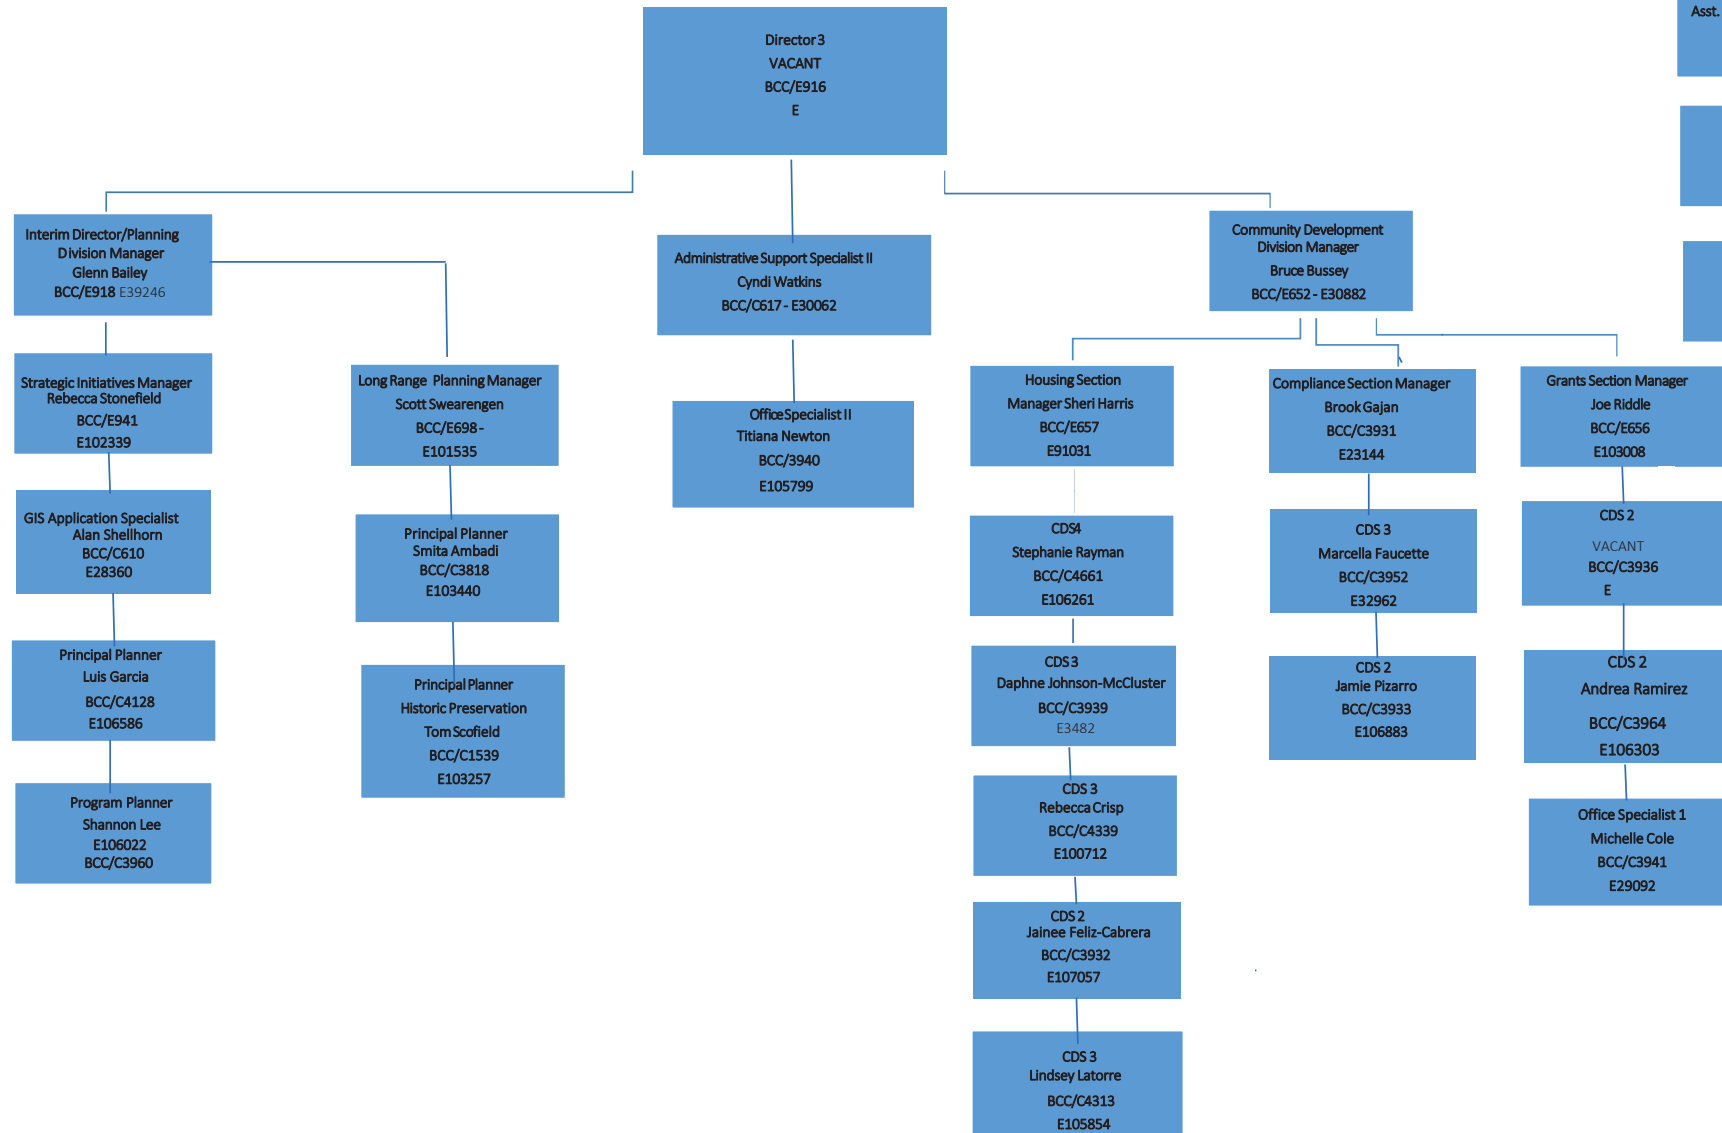 Asst.
Director 3
VACANT
BCC/E916
E
Interim Director/Planning
Division Manager
Glenn Bailey
BCC/E918 E39246
Administrative Support Specialist II
Cyndi Watkins
BCC/C617 - E30062
Community Development
Division Manager
Bruce Bussey
BCC/E652 - E30882
Strategic Initiatives Manager
Rebecca Stonefield
BCC/E941
E102339
Long Range Planning Manager
Scott Swearengen
BCC/E698 -
E101535
Office Specialist II
Titiana Newton
BCC/3940
E105799
Housing Section
Manager Sheri Harris
BCC/E657
E91031
Compliance Section Manager
Brook Gajan
BCC/C3931
E23144
Grants Section Manager
Joe Riddle
BCC/E656
E103008
GIS Application Specialist
Alan Shellhorn
BCC/C610
E28360
Principal Planner
Smita Ambadi
BCC/C3818
E103440
CDS4
Stephanie Rayman
BCC/C4661
E106261
CDS 3
Marcella Faucette
BCC/C3952
E32962
CDS 2
VACANT
BCC/C3936
E
Principal Planner
Luis Garcia
BCC/C4128
E106586
Principal Planner
Historic Preservation
Tom Scofield
BCC/C1539
E103257
CDS 3
Daphne Johnson-McCluster
BCC/C3939
E3482
CDS 2
Jamie Pizarro
BCC/C3933
E106883
CDS 2
Andrea Ramirez
BCC/C3964
E106303
Program Planner
Shannon Lee
E106022
BCC/C3960
CDS 3
Rebecca Crisp
BCC/C4339
E100712
Office Specialist 1
Michelle Cole
BCC/C3941
E29092
CDS 2
Jainee Feliz-Cabrera
BCC/C3932
E107057
CDS 3
Lindsey Latorre
BCC/C4313
E105854